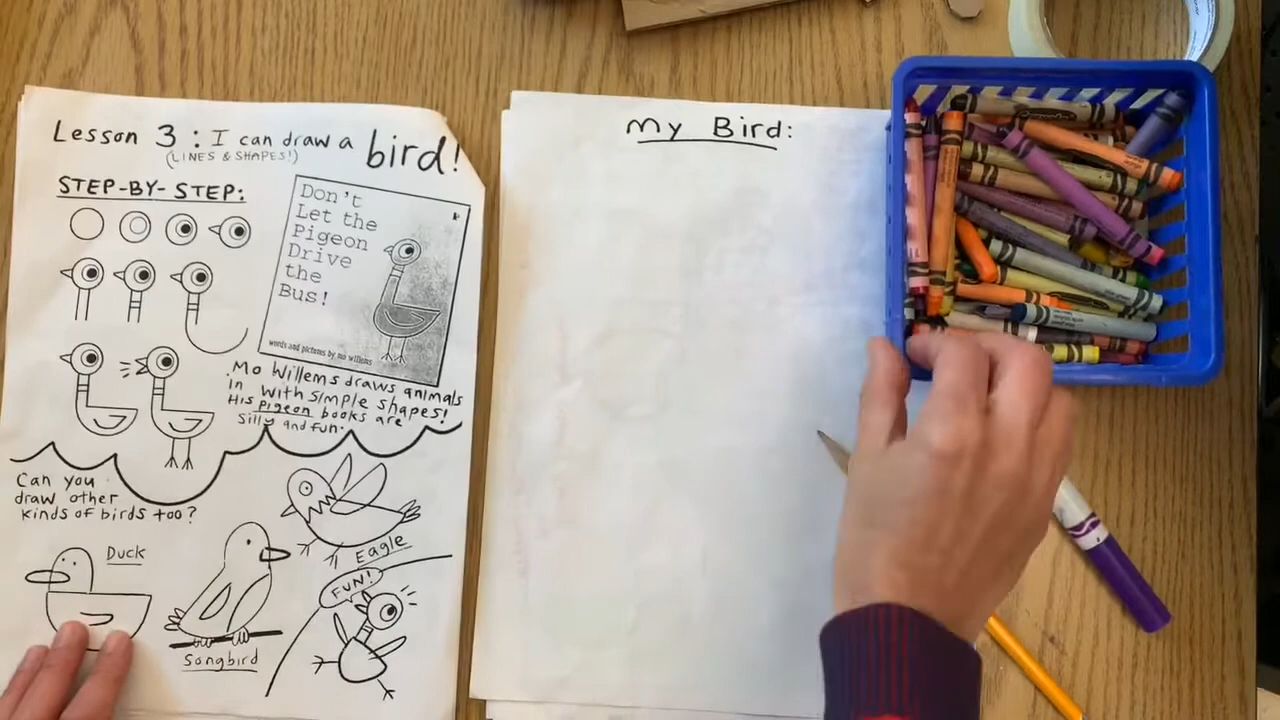 Lesson 3: I can draw a bird!
(LINES & SHAPES!)
STEP-BY-STEP:
Don't
Let the
Pigeon
Drive
the
Bus!
words and pictures by mo willems
Mo Willems draws animals
in with simple shapes!
His pigeon books are
silly and fun.
Can you
draw other
kinds of birds too?
Duck
Songbird
Eagle
FUN!
My Bird: